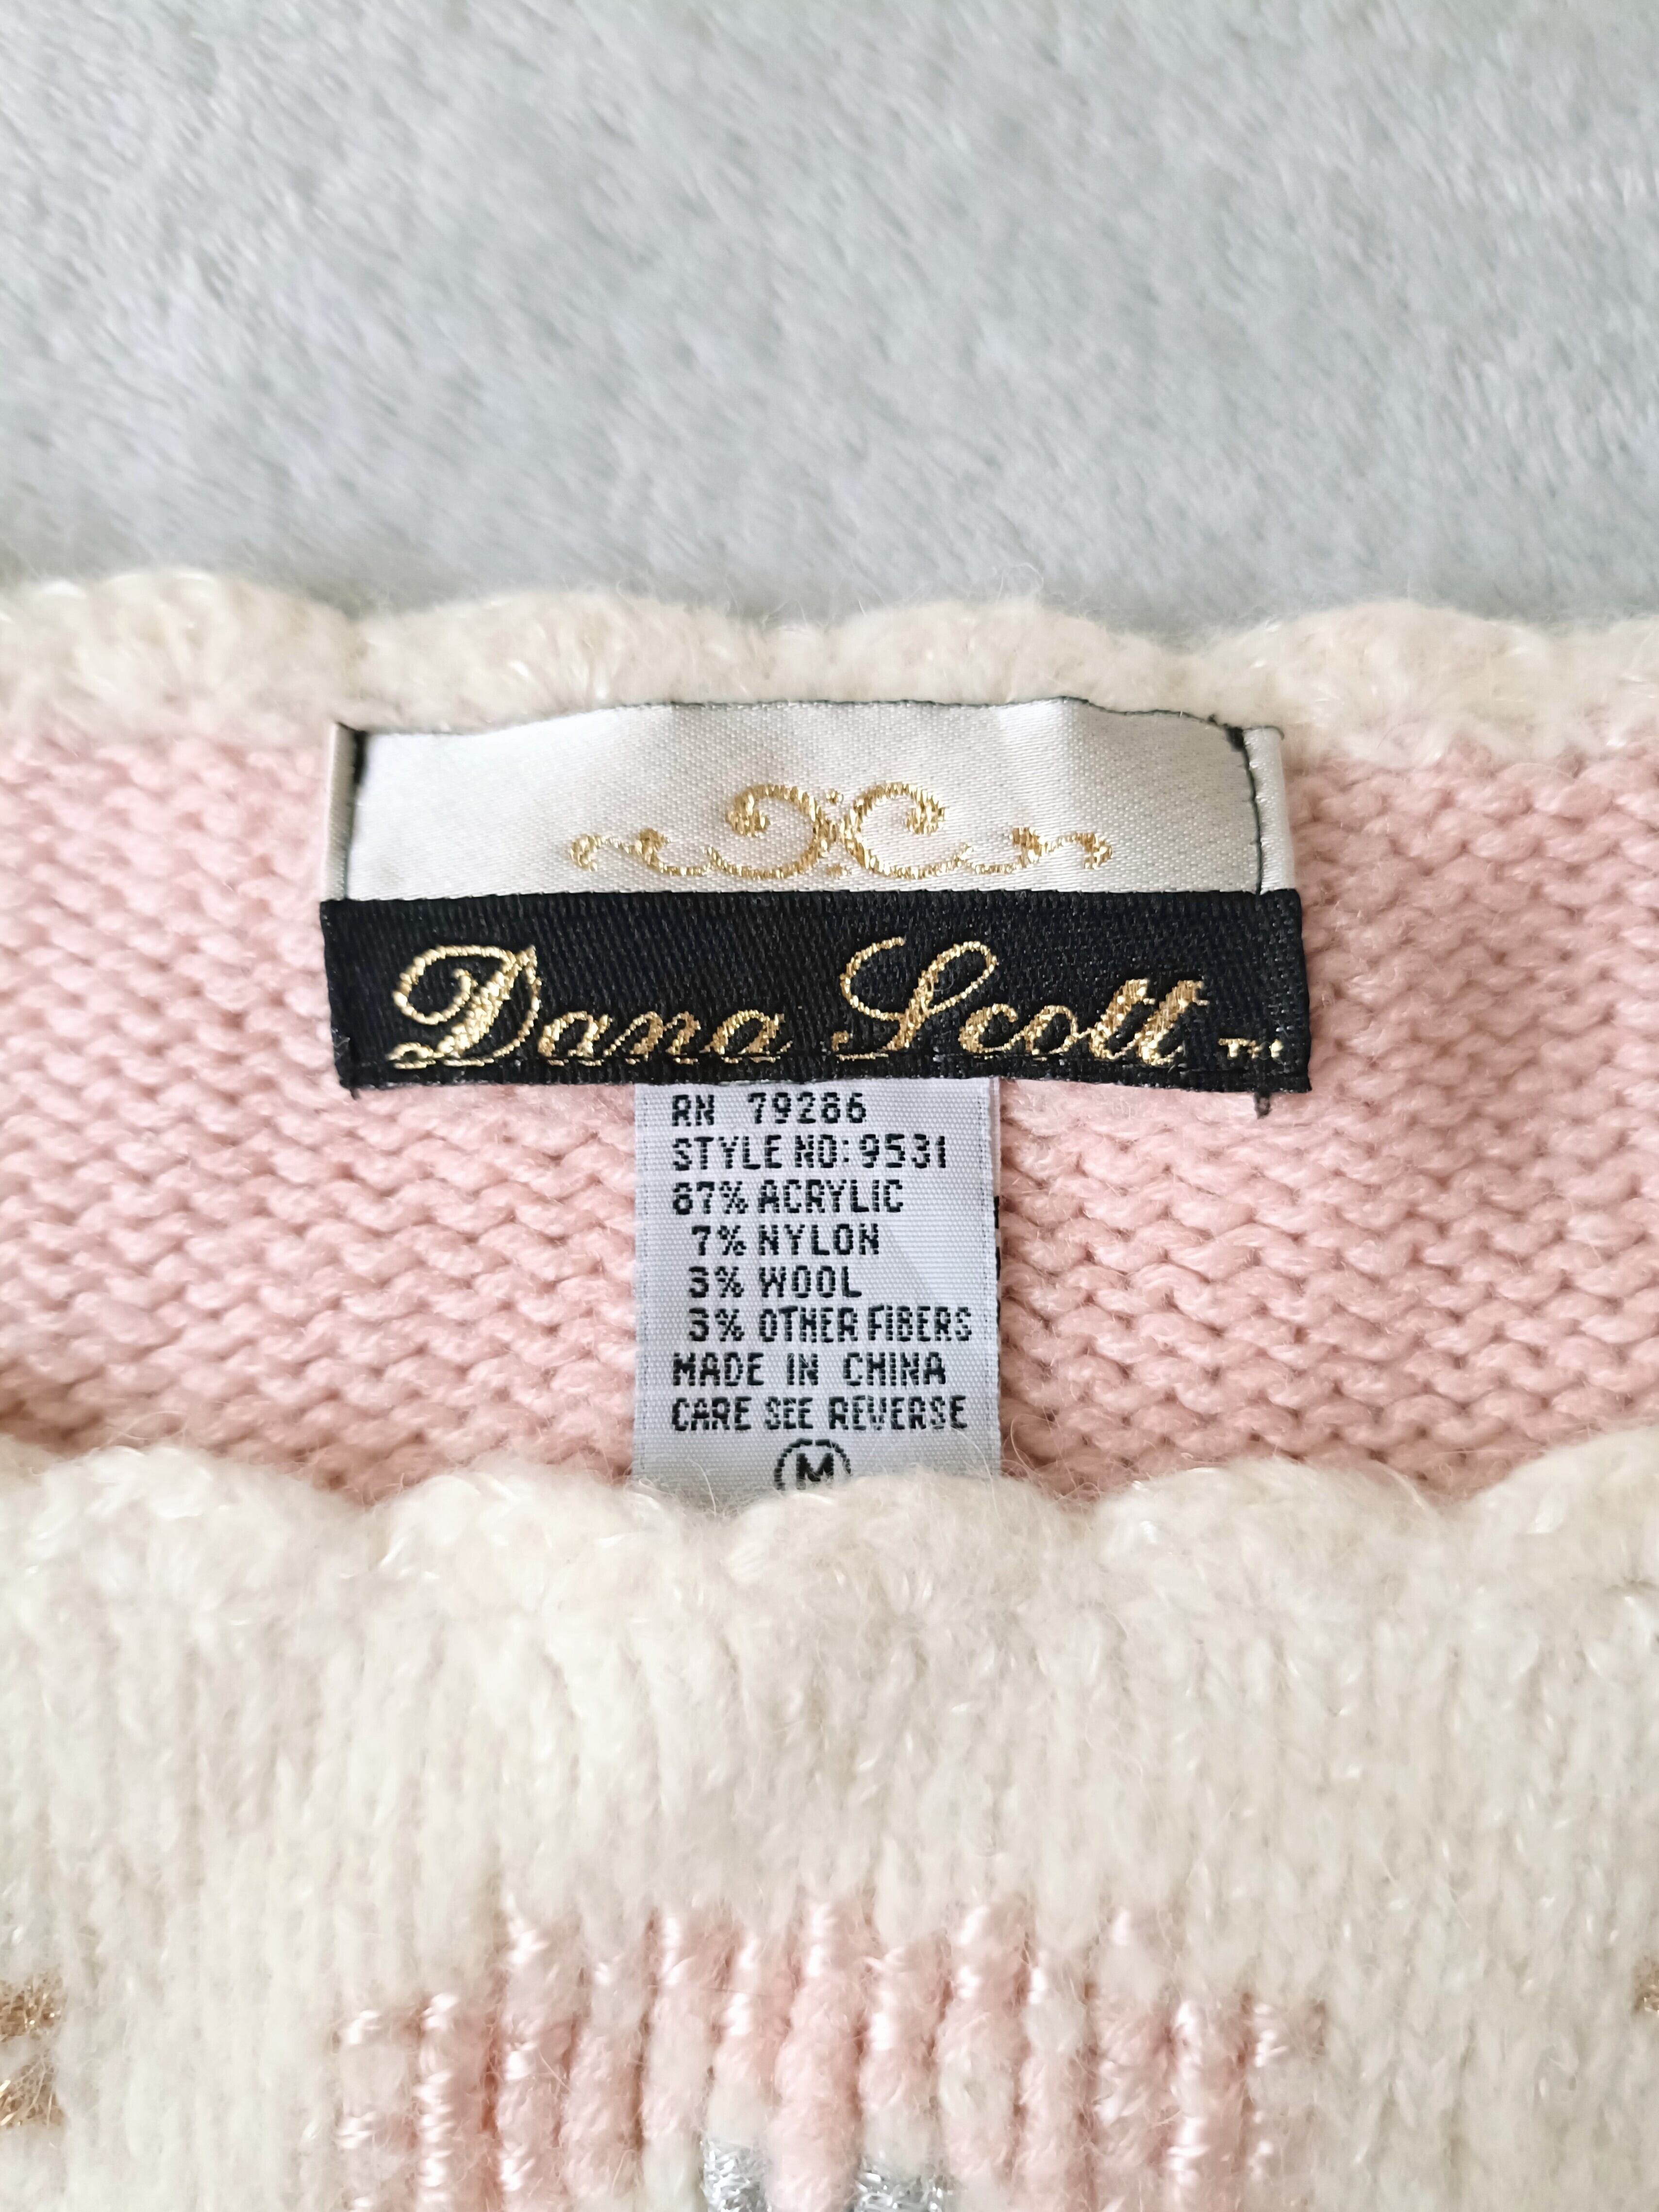 Dana Scott TM
RN 79286
STYLE NO: 9531
87% ACRYLIC
7% NYLON
3% WOOL
3% OTHER FIBERS
MADE IN CHINA
CARE SEE REVERSE
M